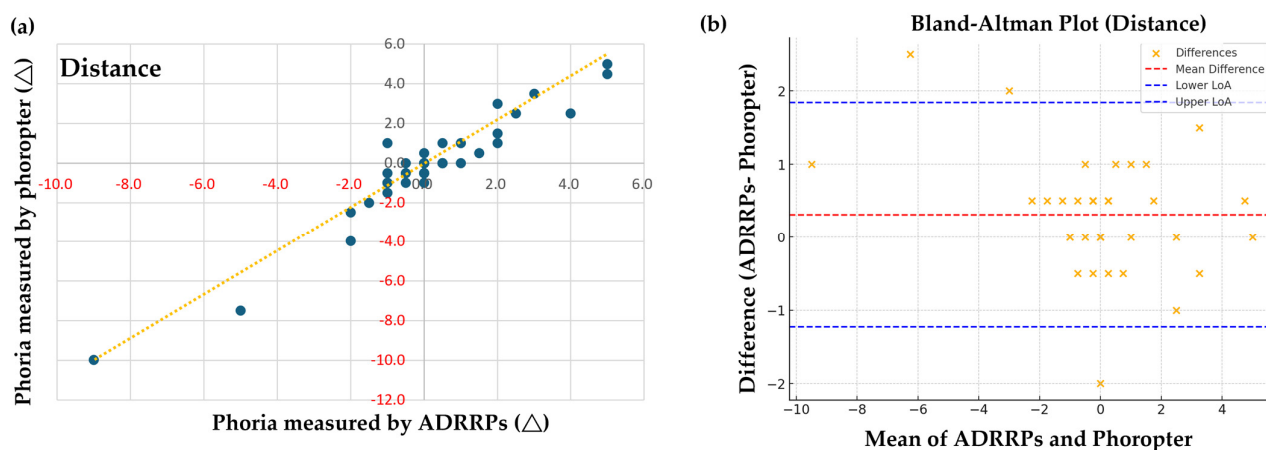 (a)
Distance
Phoria measured by phoropter (△)
6.0
4.0
2.0
0.0
-2.0
-4.0
-6.0
-8.0
-10.0
-12.0
-10.0 -8.0 -6.0 -4.0 -2.0 0.0 2.0 4.0 6.0
Phoria measured by ADRRPs (△)
(b)
Bland-Altman Plot (Distance)
Differences
Mean Difference
Lower LoA
Upper LoA
Difference (ADRRPs- Phoropter)
2
1
0
−1
−2
−10 −8 −6 −4 −2 0 2 4
Mean of ADRRPs and Phoropter